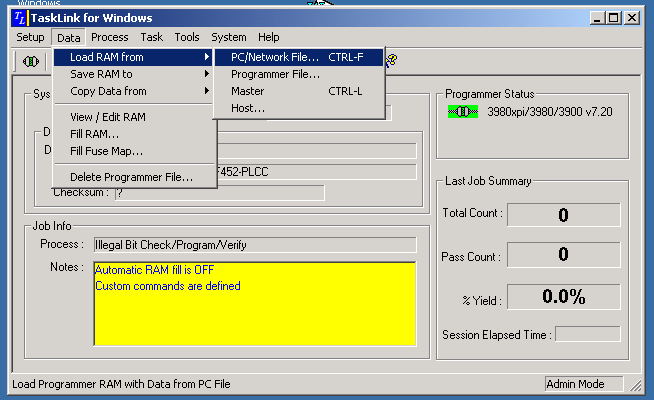 Windows
TaskLink for Windows
Setup Data Process Task Tools System Help
Load RAM from
Save RAM to
Copy Data from
View / Edit RAM
Fill RAM...
Fill Fuse Map...
Delete Programmer File...
PC/Network File... CTRL-F
Programmer File...
Master CTRL-L
Host...
Sys
D
D
F452-PLCC
Checksum : ?
Programmer Status
3980xpi/3980/3900 v7.20
Last Job Summary
Total Count : 0
Pass Count : 0
% Yield : 0.0%
Session Elapsed Time :
Job Info
Process : Illegal Bit Check/Program/Verify
Notes : Automatic RAM fill is OFF
Custom commands are defined
Load Programmer RAM with Data from PC File
Admin Mode